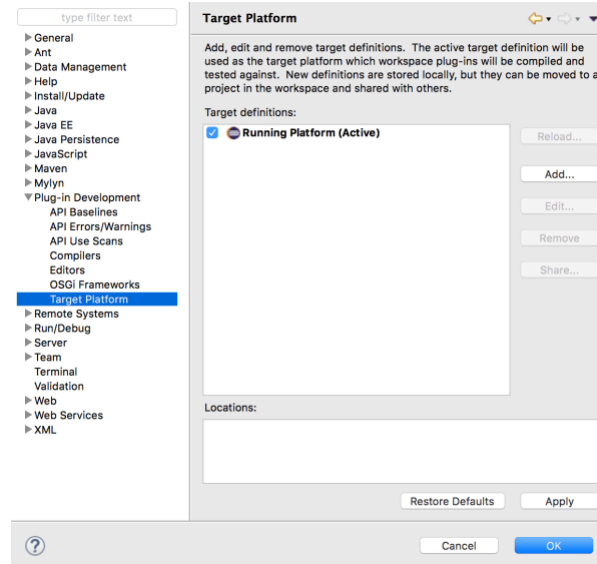 type filter text
General
Ant
Data Management
Help
Install/Update
Java
Java EE
Java Persistence
JavaScript
Maven
Mylyn
Plug-in Development
API Baselines
API Errors/Warnings
API Use Scans
Compilers
Editors
OSGi Frameworks
Target Platform
Remote Systems
Run/Debug
Server
Team
Terminal
Validation
Web
Web Services
XML
Target Platform
Add, edit and remove target definitions.  The active target definition will be
used as the target platform which workspace plug-ins will be compiled and
tested against.  New definitions are stored locally, but they can be moved to a
project in the workspace and shared with others.
Target definitions:
Running Platform (Active)
Reload...
Add...
Edit...
Remove
Share...
Locations:
Restore Defaults
Apply
?
Cancel
OK